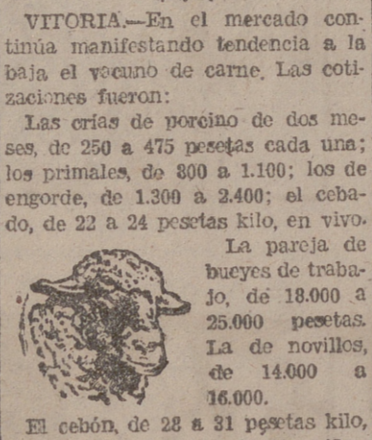 VITORIA.—En el mercado con-
tinúa manifestando tendencia a la
baja el vacuno de carne. Las coti-
zaciones fueron:
Las crías de porcino de dos me-
ses, de 250 a 475 pesetas cada una;
los primales, de 800 a 1.100; los de
engorde, de 1.300 a 2.400; el ceba-
do, de 22 a 24 pesetas kilo, en vivo.
La pareja de
bueyes de traba-
jo, de 18.000 a
25.000 pesetas.
La de novillos,
de 14.000 a
16.000.
El cebón, de 28 a 31 pesetas kilo,